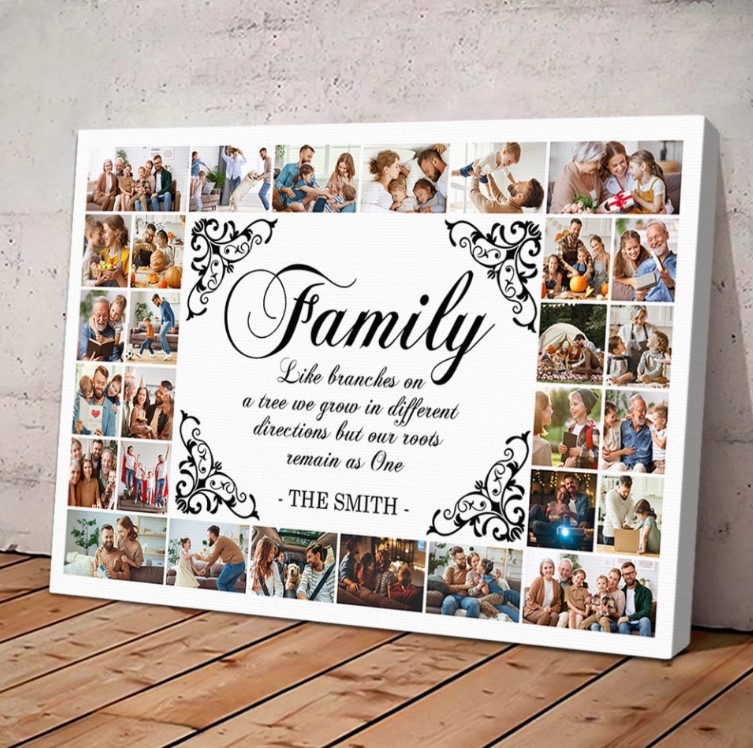 Family
Like branches on
a tree we grow in different
directions but our roots
remain as One
- THE SMITH -